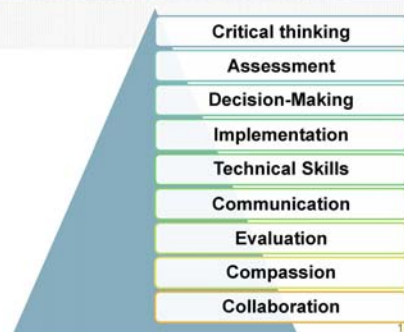 Critical thinking
Assessment
Decision-Making
Implementation
Technical Skills
Communication
Evaluation
Compassion
Collaboration